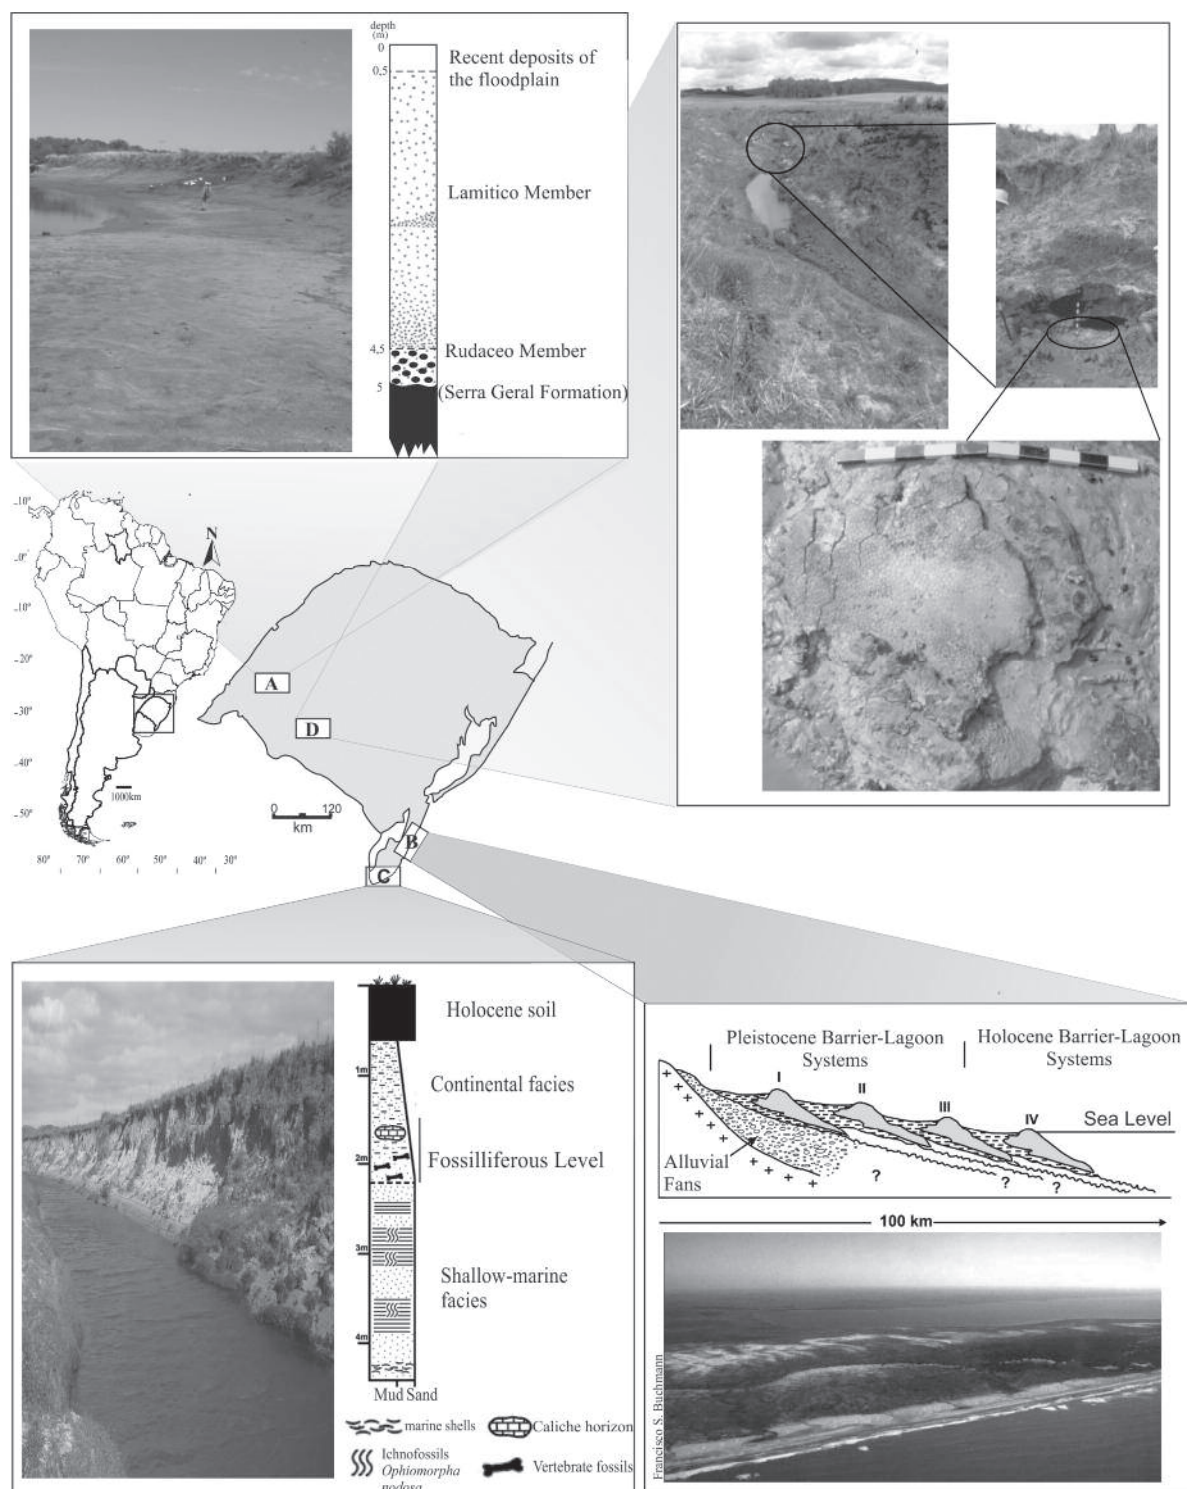 depth
(m)
0
0,5
4,5
5
Recent deposits of
the floodplain
Lamitico Member
Rudaceo Member
(Serra Geral Formation)
10°
0°
10°
20°
30°
40°
50°
80°
70°
60°
50°
40°
30°
1000km
N
A
D
B
C
0 120
km
Holocene soil
Continental facies
Fossilliferous Level
Shallow-marine
facies
1m
2m
3m
4m
Mud Sand
marine shells
Caliche horizon
Ichnofossils
Ophiomorpha
nodosa
Vertebrate fossils
Pleistocene Barrier-Lagoon
Systems
Holocene Barrier-Lagoon
Systems
I
II
III
IV
Sea Level
Alluvial
Fans
?
?
?
100 km
Francisco S. Buchmann